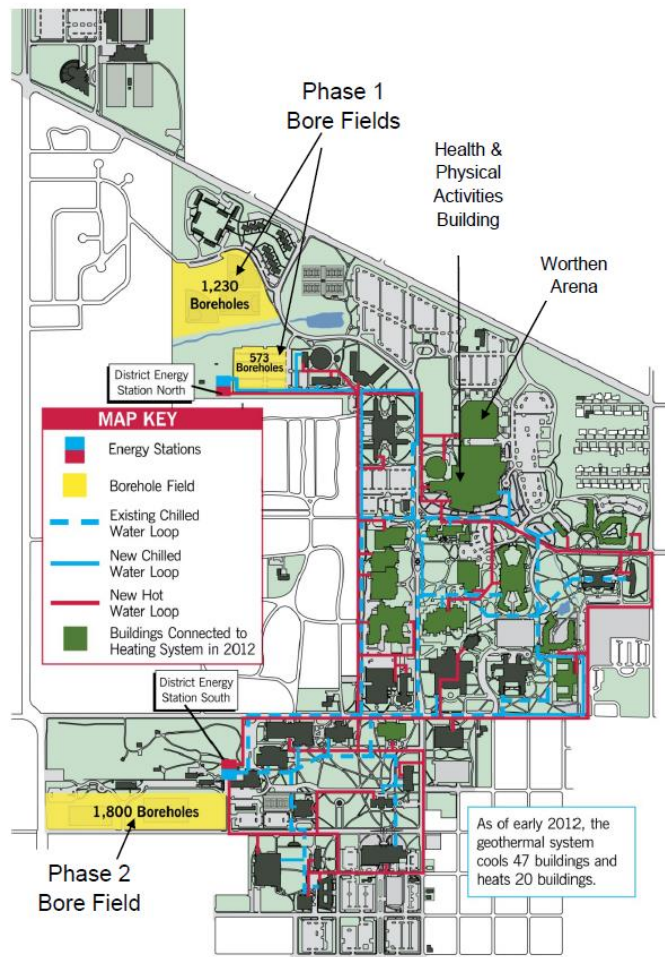 Phase 1
Bore Fields
Health &
Physical
Activities
Building
Worthen
Arena
1,230
Boreholes
573
Boreholes
District Energy
Station North
MAP KEY
Energy Stations
Borehole Field
Existing Chilled
Water Loop
New Chilled
Water Loop
New Hot
Water Loop
Buildings Connected to
Heating System in 2012
District Energy
Station South
1,800 Boreholes
Phase 2
Bore Field
As of early 2012, the
geothermal system
cools 47 buildings and
heats 20 buildings.